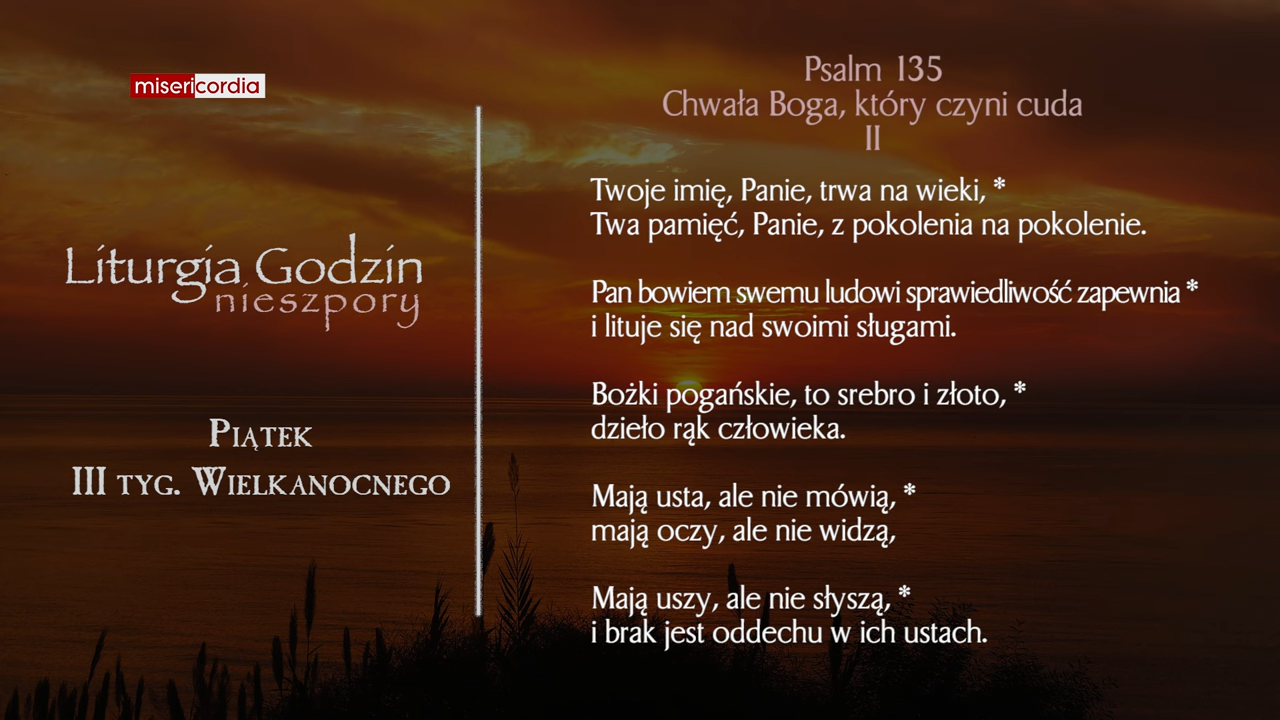 misericordia
Liturgia Godzin
nieszpory
Piątek
III tyg. Wielkanocnego
Psalm 135
Chwała Boga, który czyni cuda
II
Twoje imię, Panie, trwa na wieki, *
Twa pamięć, Panie, z pokolenia na pokolenie.
Pan bowiem swemu ludowi sprawiedliwość zapewnia *
i lituje się nad swoimi sługami.
Bożki pogańskie, to srebro i złoto, *
dzieło rąk człowieka.
Mają usta, ale nie mówią, *
mają oczy, ale nie widzą,
Mają uszy, ale nie słyszą, *
i brak jest oddechu w ich ustach.